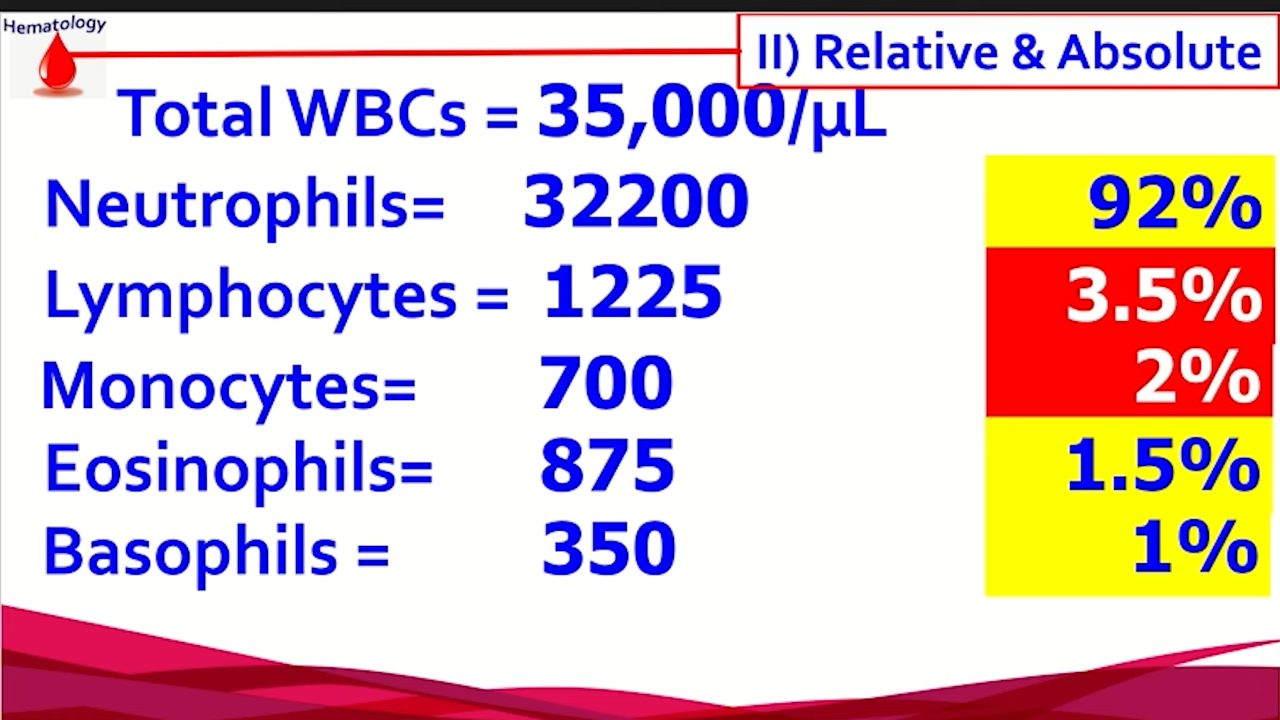 Hematology
II) Relative & Absolute
Total WBCs = 35,000/µL
Neutrophils= 32200 92%
Lymphocytes = 1225 3.5%
Monocytes= 700 2%
Eosinophils= 875 1.5%
Basophils = 350 1%